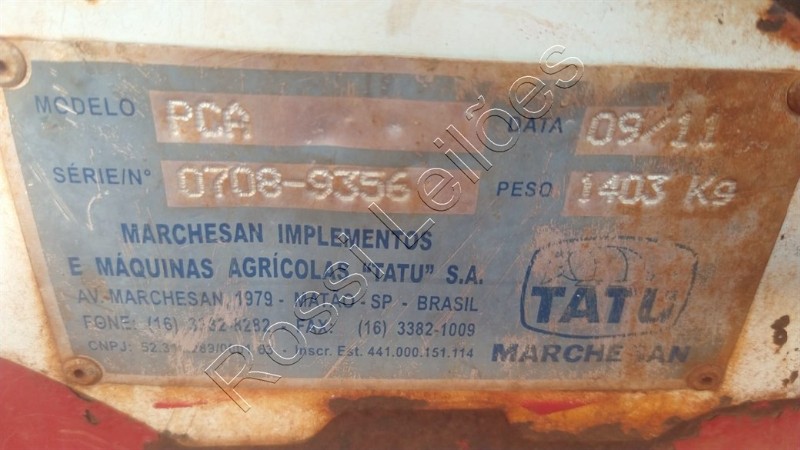 MODELO PCA DATA 09/11
SÉRIE/Nº 0708-9356 PESO 1403 Kg
MARCHESAN IMPLEMENTOS
E MÁQUINAS AGRÍCOLAS "TATU" S.A.
AV. MARCHESAN, 1979 - MATÃO - SP - BRASIL
FONE: (16) 3382-8282 - FAX: (16) 3382-1009
CNPJ: - Inscr. Est. 441.000.151.114
TATU
MARCHESAN
Rossi Leilões